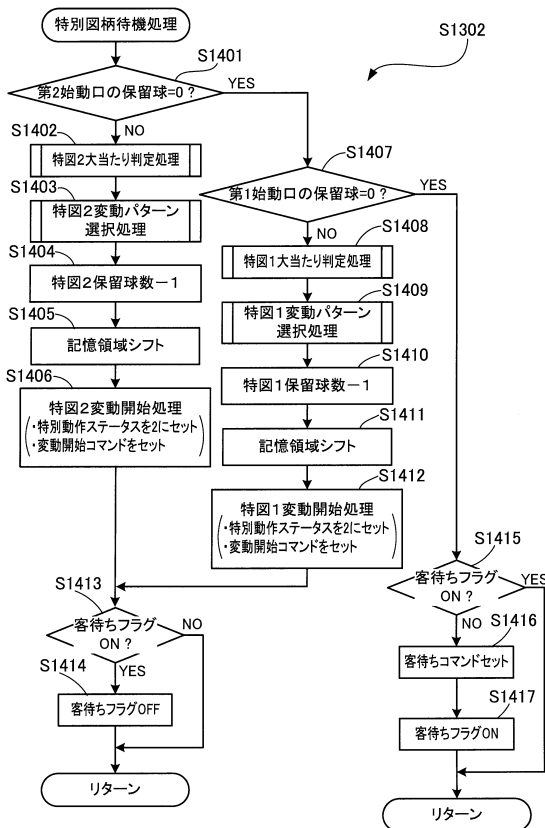 特別図柄待機処理
S1302
S1401
第2始動口の保留球=0 ?
YES
NO
S1402
特図2大当たり判定処理
S1403
特図2変動パターン
選択処理
S1404
特図2保留球数－1
S1405
記憶領域シフト
S1406
特図2変動開始処理
・特別動作ステータスを2にセット
・変動開始コマンドをセット
S1407
第1始動口の保留球=0 ?
YES
NO
S1408
特図1大当たり判定処理
S1409
特図1変動パターン
選択処理
S1410
特図1保留球数－1
S1411
記憶領域シフト
S1412
特図1変動開始処理
・特別動作ステータスを2にセット
・変動開始コマンドをセット
S1413
客待ちフラグ
ON ?
NO
YES
S1414
客待ちフラグOFF
リターン
S1415
客待ちフラグ
ON ?
YES
NO
S1416
客待ちコマンドセット
S1417
客待ちフラグON
リターン